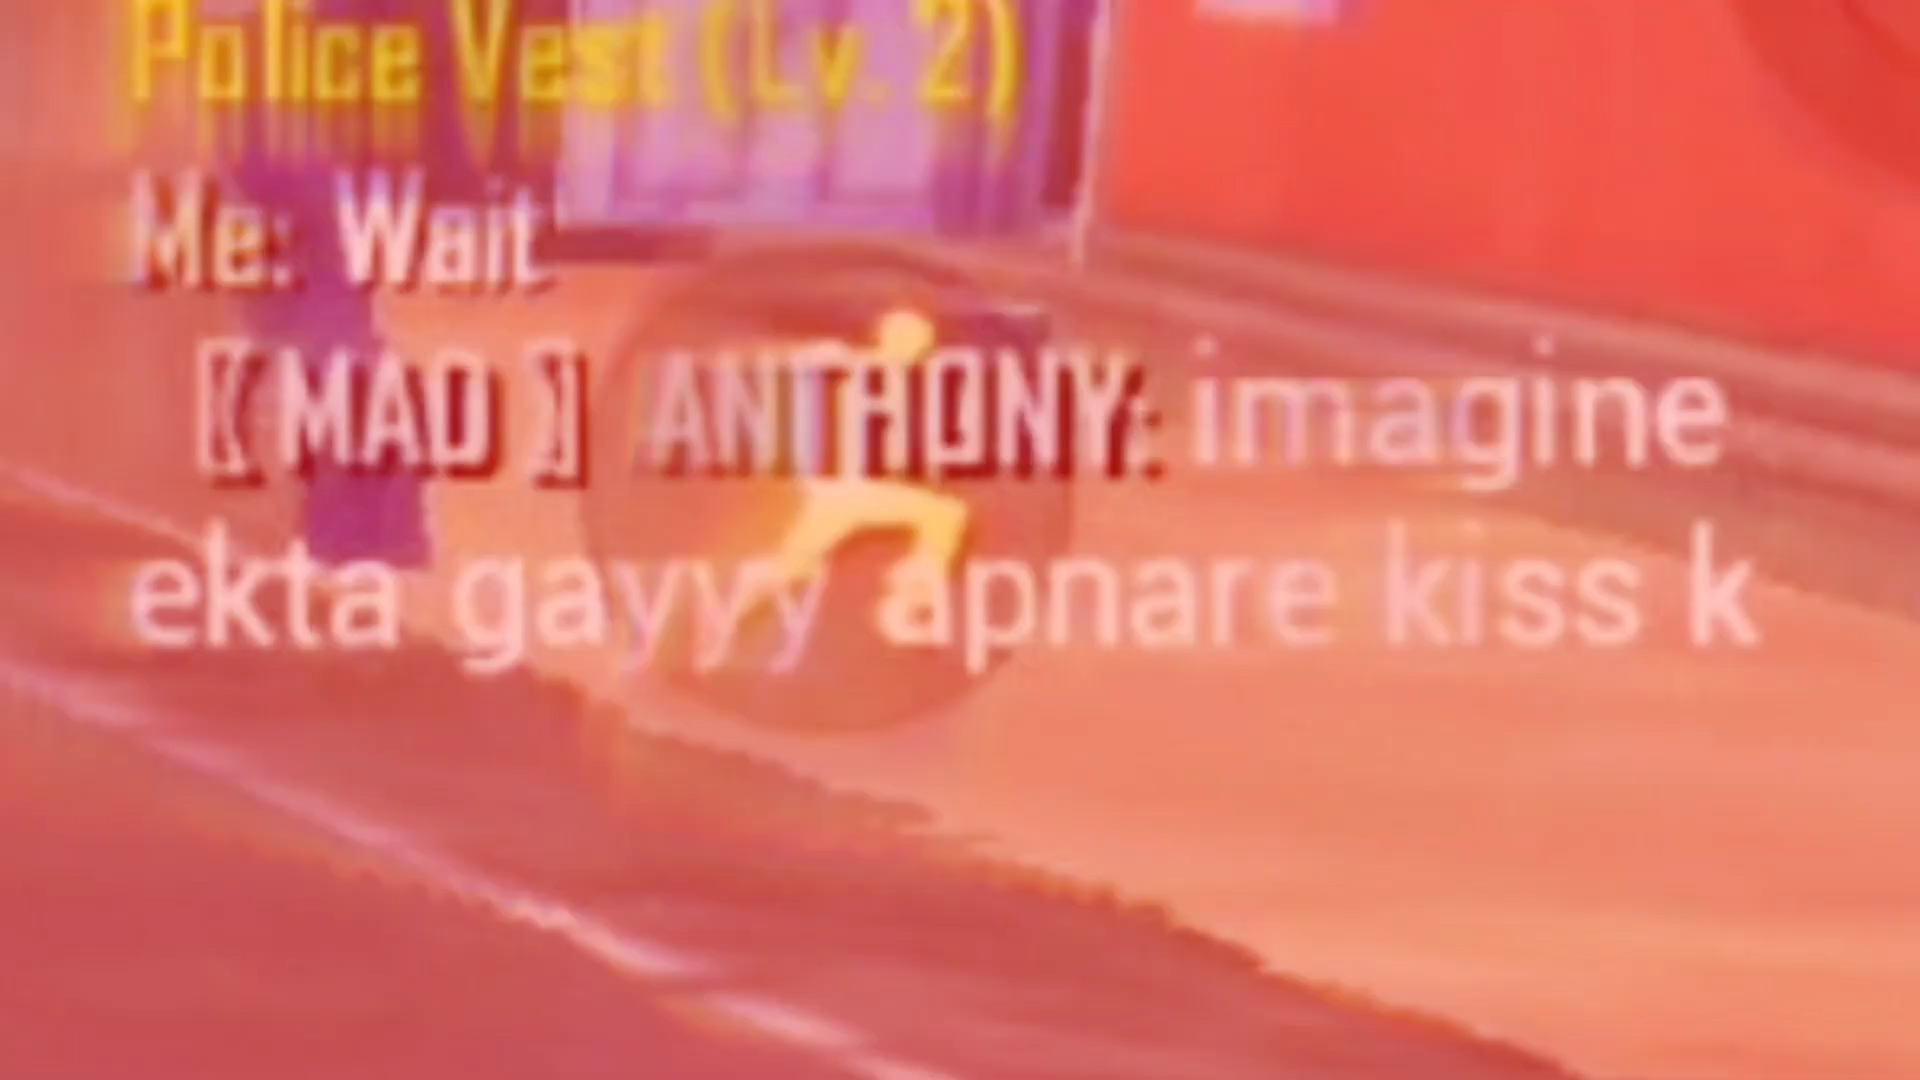 Police Vest (Lv. 2)
Me: Wait
〖 MAD 〗 ANTHONY: imagine
ekta gayyy apnare kiss k